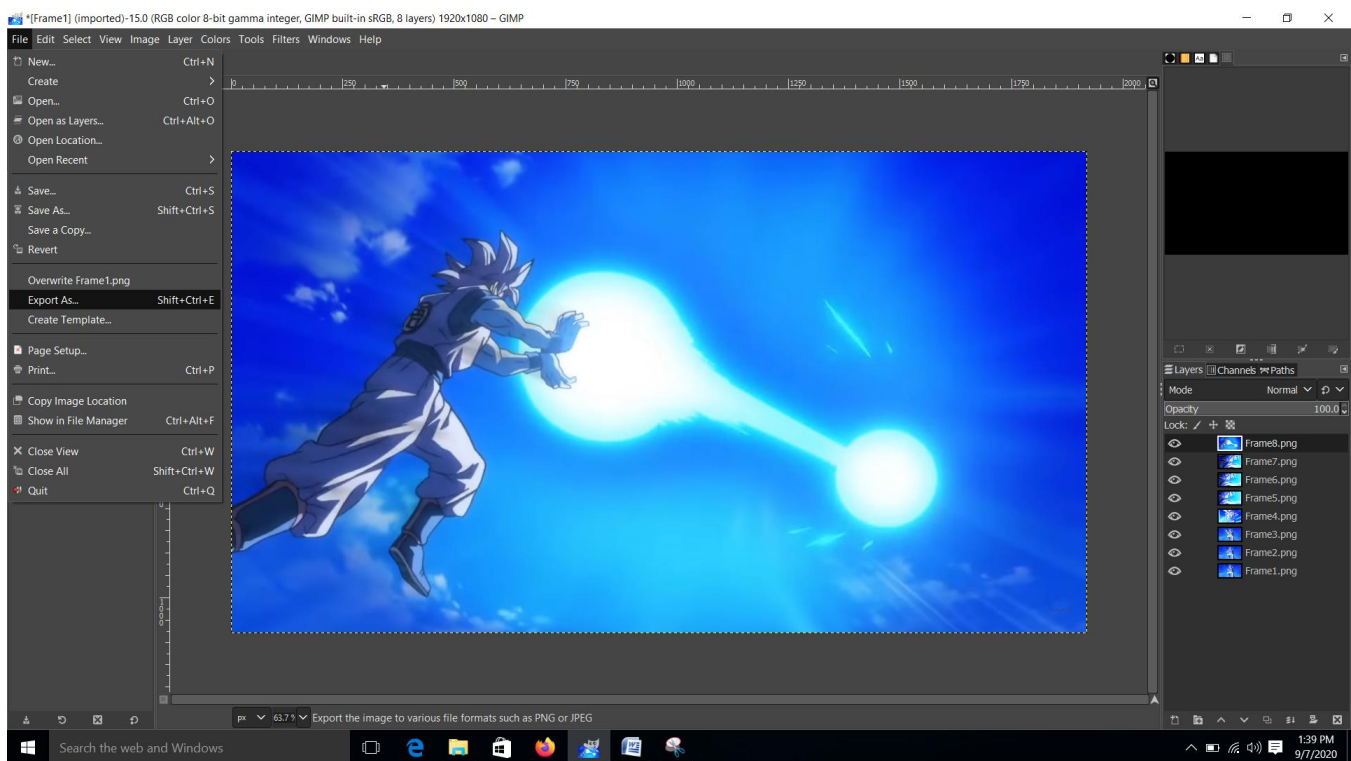 *[Frame1] (imported)-15.0 (RGB color 8-bit gamma integer, GIMP built-in sRGB, 8 layers) 1920x1080 – GIMP
File Edit Select View Image Layer Colors Tools Filters Windows Help
New... Ctrl+N
Create >
Open... Ctrl+O
Open as Layers... Ctrl+Alt+O
Open Location...
Open Recent >
Save... Ctrl+S
Save As... Shift+Ctrl+S
Save a Copy...
Revert
Overwrite Frame1.png
Export As... Shift+Ctrl+E
Create Template...
Page Setup...
Print... Ctrl+P
Copy Image Location
Show in File Manager Ctrl+Alt+F
Close View Ctrl+W
Close All Shift+Ctrl+W
Quit Ctrl+Q
0 250 500 750 1000 1250 1500 1750 2000
1000
Aa
Layers Channels Paths
Mode Normal
Opacity 100.0
Lock:
Frame8.png
Frame7.png
Frame6.png
Frame5.png
Frame4.png
Frame3.png
Frame2.png
Frame1.png
px 63.7 Export the image to various file formats such as PNG or JPEG
Search the web and Windows
1:39 PM
9/7/2020